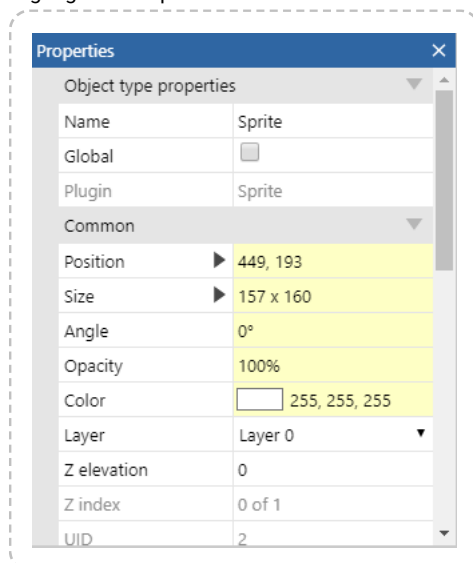 Properties
Object type properties
Name Sprite
Global
Plugin Sprite
Common
Position 449, 193
Size 157 x 160
Angle 0°
Opacity 100%
Color 255, 255, 255
Layer Layer 0
Z elevation 0
Z index 0 of 1
UID 2